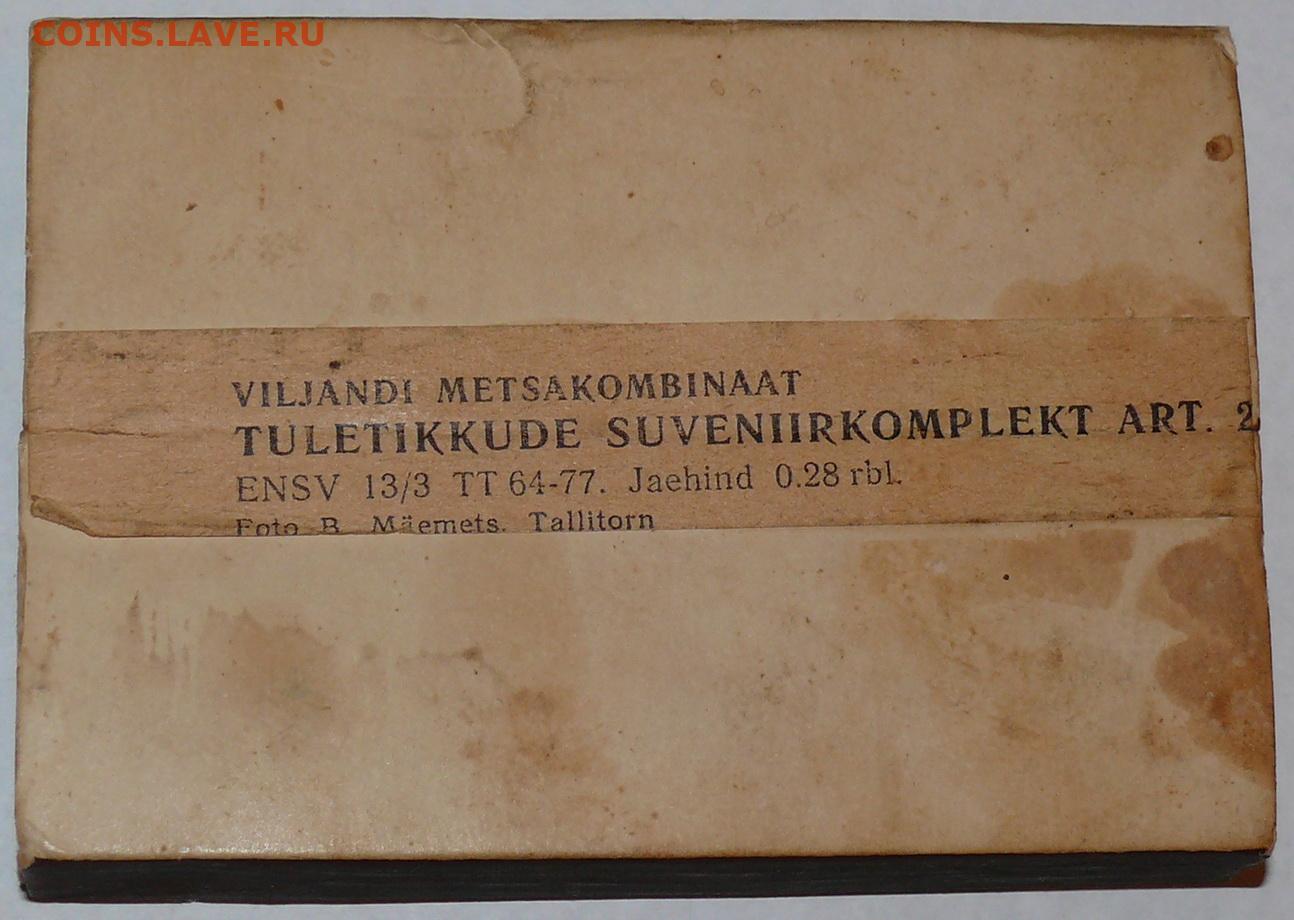 COINS.LAVE.RU
VILJANDI METSAKOMBINAAT
TULETIKKUDE SUVENIIRKOMPLEKT ART. 2
ENSV 13/3 TT 64-77. Jaehind 0.28 rbl.
Foto B. Mäemets. Tallitorn